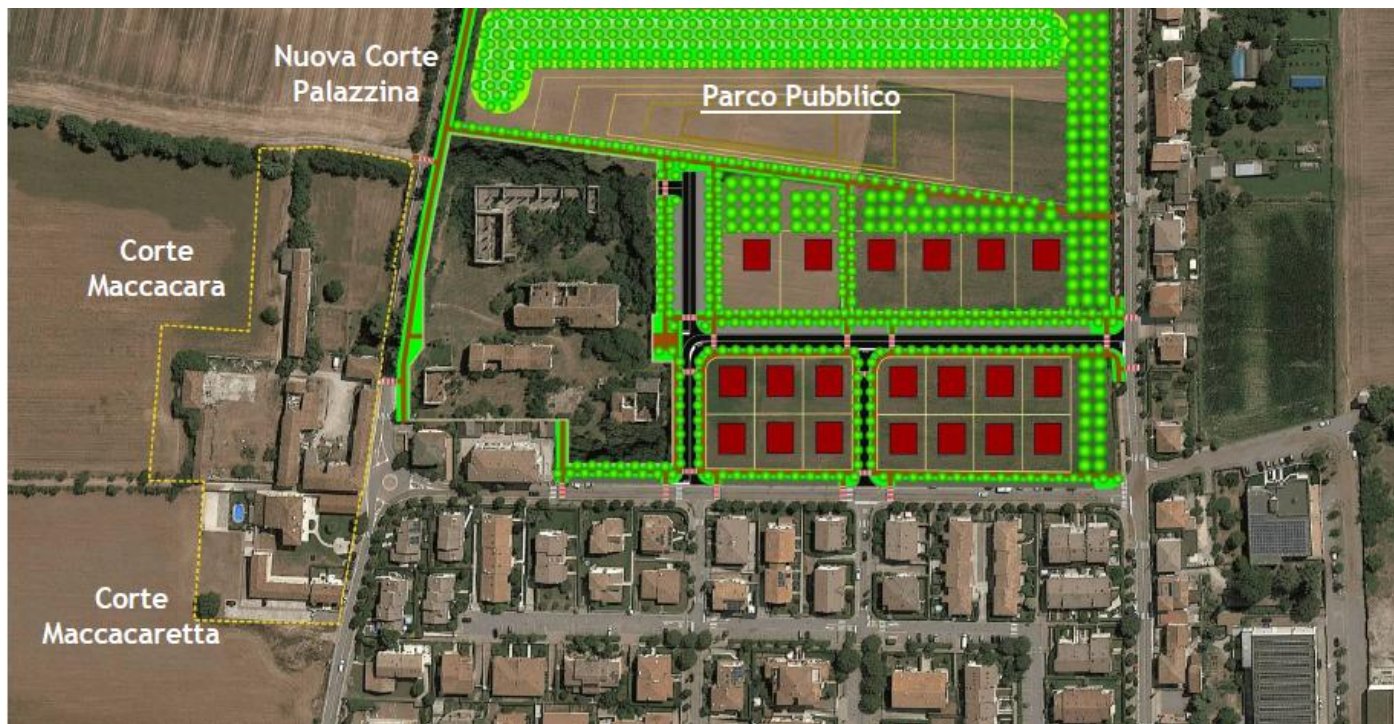 Nuova Corte
Palazzina
Parco Pubblico
Corte
Maccacara
Corte
Maccacaretta